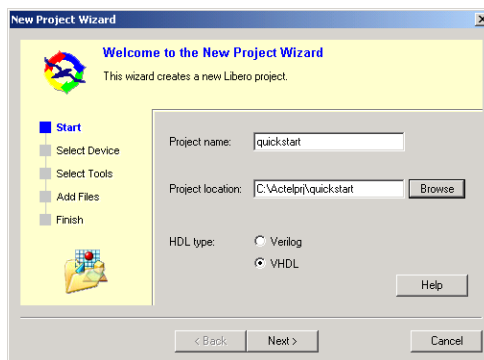 New Project Wizard
Welcome to the New Project Wizard
This wizard creates a new Libero project.
Start
Select Device
Select Tools
Add Files
Finish
Project name: quickstart
Project location: C:\Actelprj\quickstart Browse
HDL type: Verilog
VHDL
Help
< Back Next > Cancel